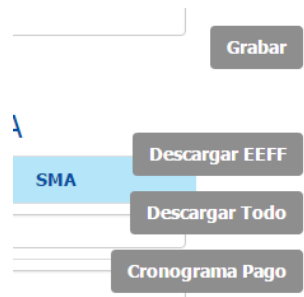 Grabar
A
Descargar EEFF
SMA
Descargar Todo
Cronograma Pago